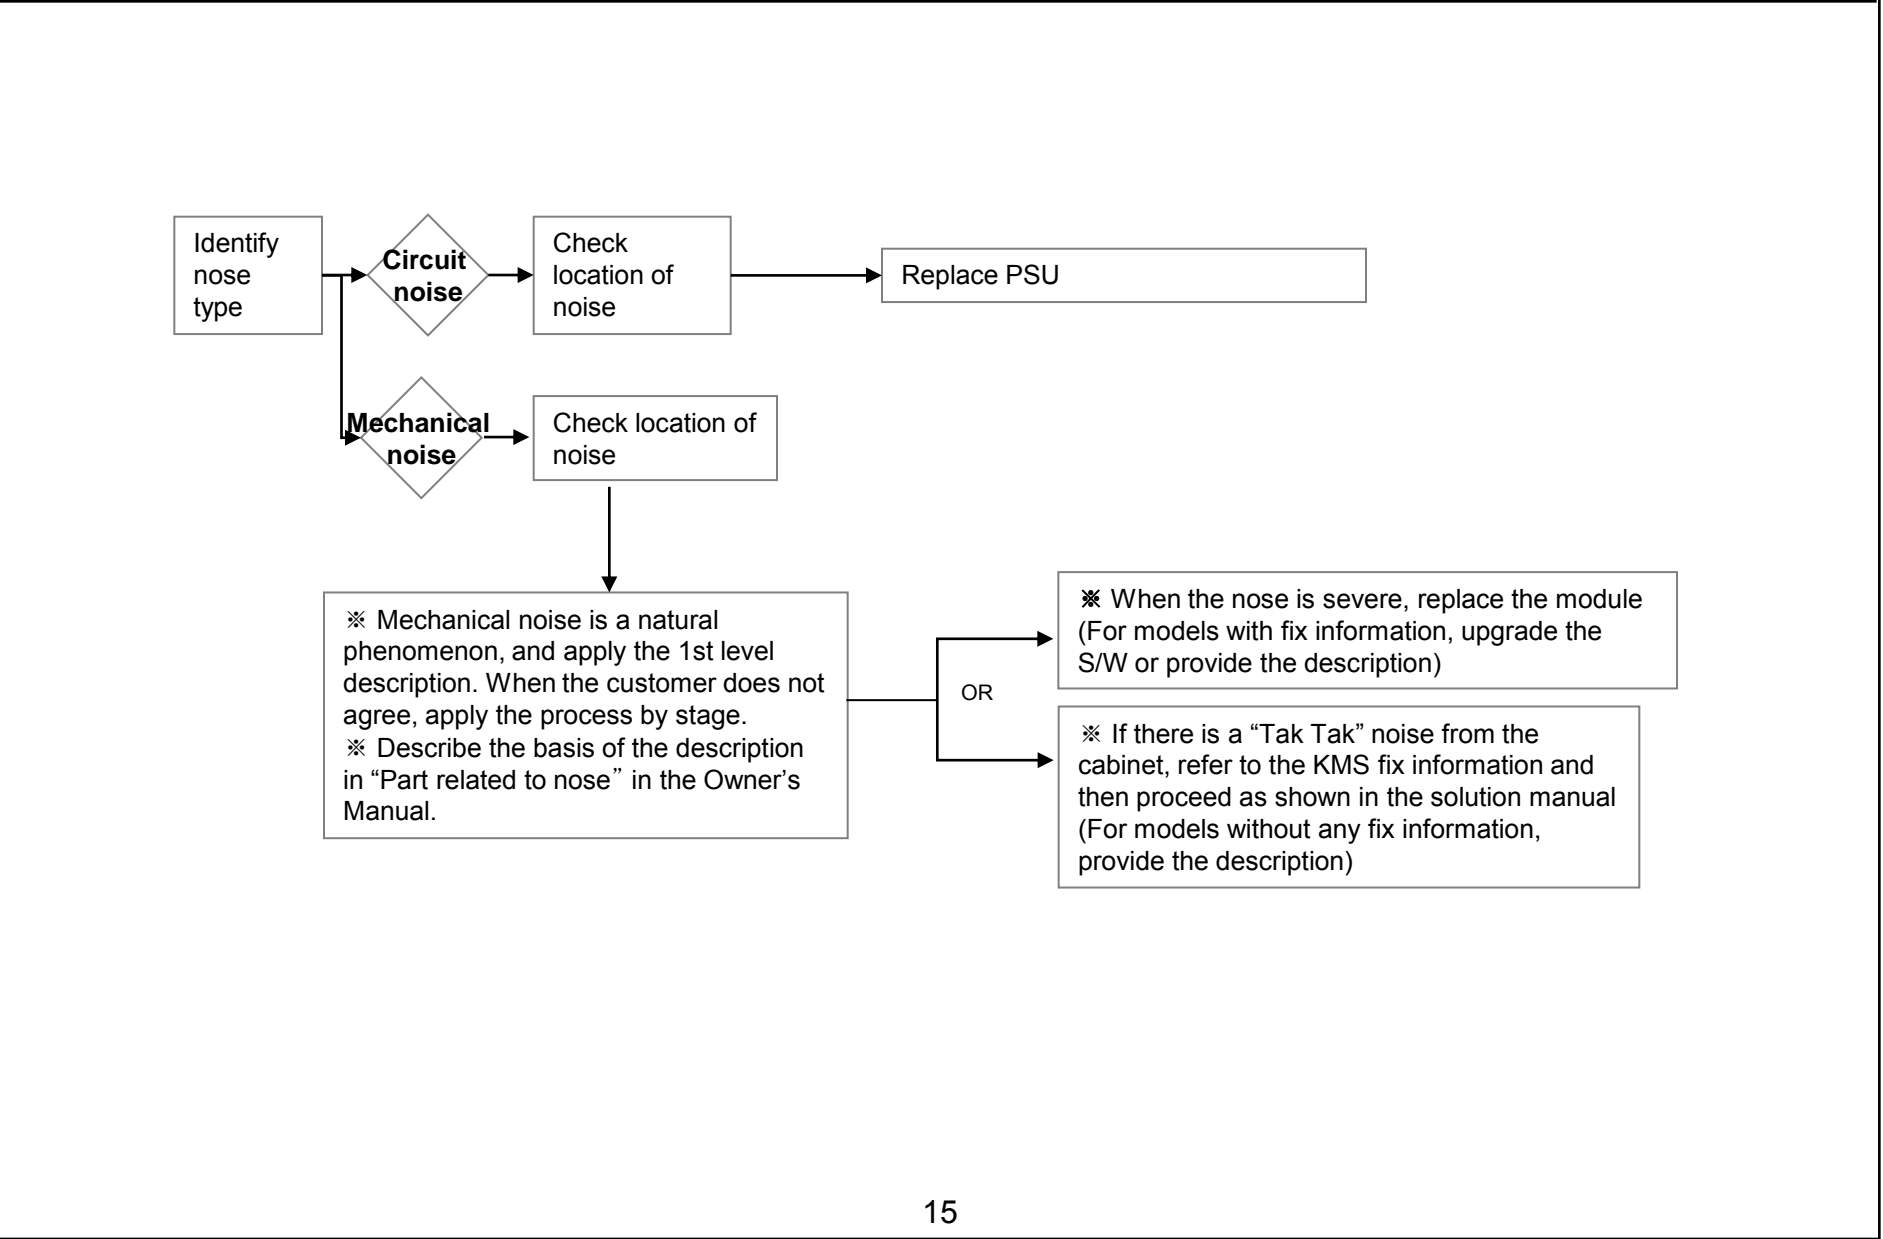 Identify
nose
type
Circuit
noise
Check
location of
noise
Replace PSU
Mechanical
noise
Check location of
noise
※ Mechanical noise is a natural
phenomenon, and apply the 1st level
description. When the customer does not
agree, apply the process by stage.
※ Describe the basis of the description
in “Part related to nose” in the Owner’s
Manual.
OR
※ When the nose is severe, replace the module
(For models with fix information, upgrade the
S/W or provide the description)
※ If there is a “Tak Tak” noise from the
cabinet, refer to the KMS fix information and
then proceed as shown in the solution manual
(For models without any fix information,
provide the description)
15